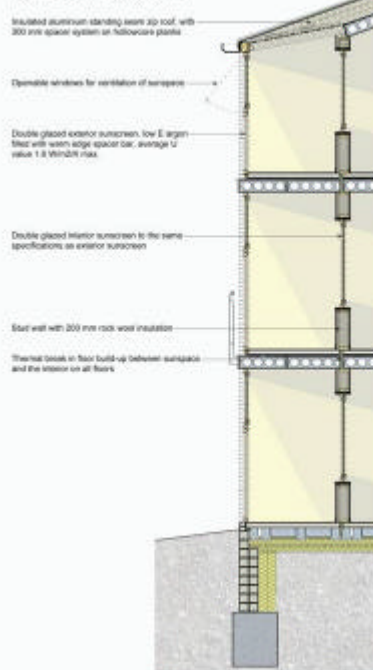 Insulated aluminium standing seam zip roof, with
300 mm spacer system on hollowcore planks
Openable windows for ventilation of sunspace
Double glazed exterior sunscreen, low E argon
filled with warm edge spacer bar, average U
value 1.8 W/m2/K max.
Double glazed interior sunscreen to the same
specifications as exterior sunscreen
Stud wall with 200 mm rock wool insulation
Thermal break in floor build-up between sunspace
and the interior on all floors